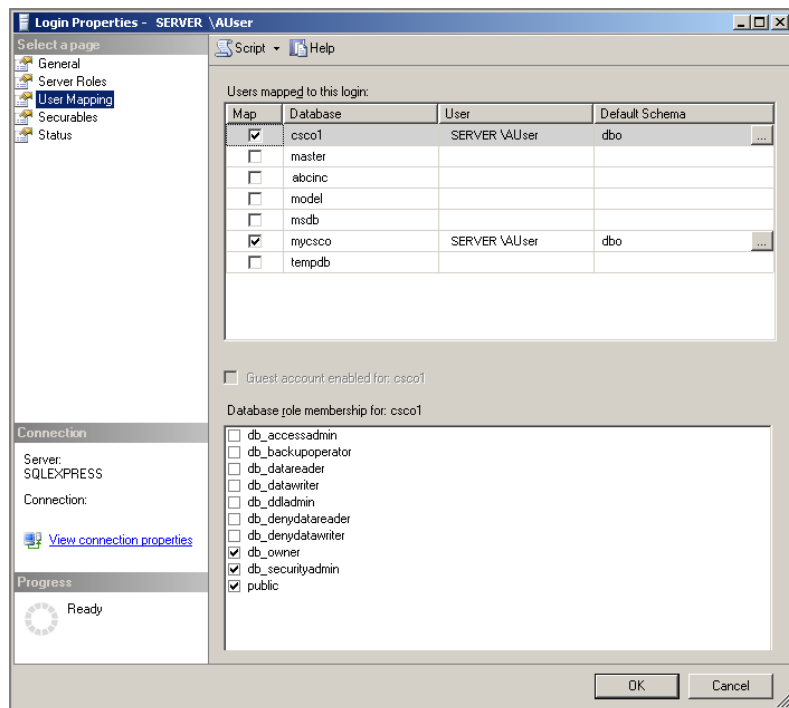 Login Properties - SERVER \AUser
Select a page
General
Server Roles
User Mapping
Securables
Status
Script
Help
Users mapped to this login:
Map Database User Default Schema
csco1 SERVER \AUser dbo ...
master
abcinc
model
msdb
mycsco SERVER \AUser dbo ...
tempdb
Guest account enabled for: csco1
Database role membership for: csco1
db_accessadmin
db_backupoperator
db_datareader
db_datawriter
db_ddladmin
db_denydatareader
db_denydatawriter
db_owner
db_securityadmin
public
Connection
Server:
SQLEXPRESS
Connection:
View connection properties
Progress
Ready
OK Cancel